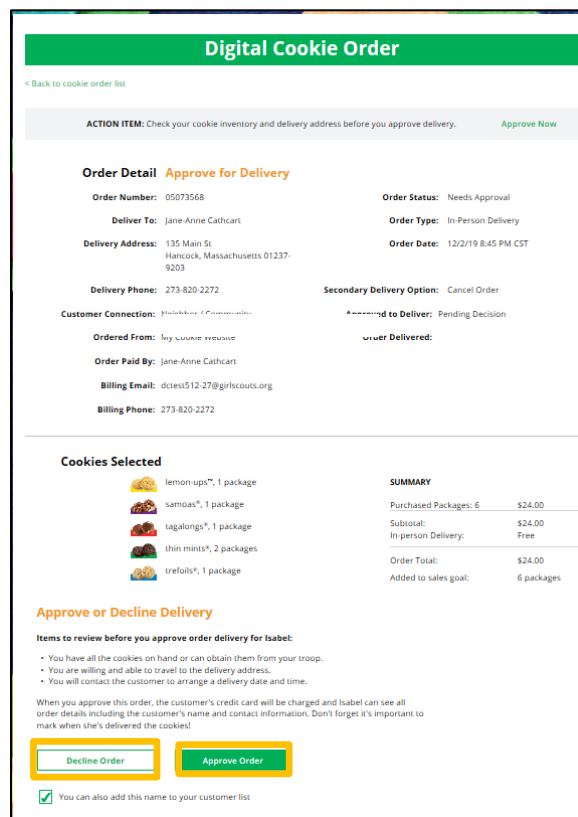 Digital Cookie Order
< Back to cookie order list
ACTION ITEM: Check your cookie inventory and delivery address before you approve delivery. Approve Now
Order Detail Approve for Delivery
Order Number: 05073568 Order Status: Needs Approval
Deliver To: Jane-Anne Cathcart Order Type: In-Person Delivery
Delivery Address: 135 Main St Order Date: 12/2/19 8:45 PM CST
Hancock, Massachusetts 01237-
9203
Delivery Phone: 273-820-2272 Secondary Delivery Option: Cancel Order
Customer Connection: Neighbor / Community Approved to Deliver: Pending Decision
Ordered From: My Cookie Website Order Delivered:
Order Paid By: Jane-Anne Cathcart
Billing Email: dctest512-27@girlscouts.org
Billing Phone: 273-820-2272
Cookies Selected
lemon-ups™, 1 package SUMMARY
samoas®, 1 package Purchased Packages: 6 $24.00
tagalongs®, 1 package Subtotal: $24.00
In-person Delivery: Free
thin mints®, 2 packages
Order Total: $24.00
trefoils®, 1 package Added to sales goal: 6 packages
Approve or Decline Delivery
Items to review before you approve order delivery for Isabel:
• You have all the cookies on hand or can obtain them from your troop.
• You are willing and able to travel to the delivery address.
• You will contact the customer to arrange a delivery date and time.
When you approve this order, the customer's credit card will be charged and Isabel can see all
order details including the customer's name and contact information. Don't forget it's important to
mark when she's delivered the cookies!
Decline Order Approve Order
You can also add this name to your customer list